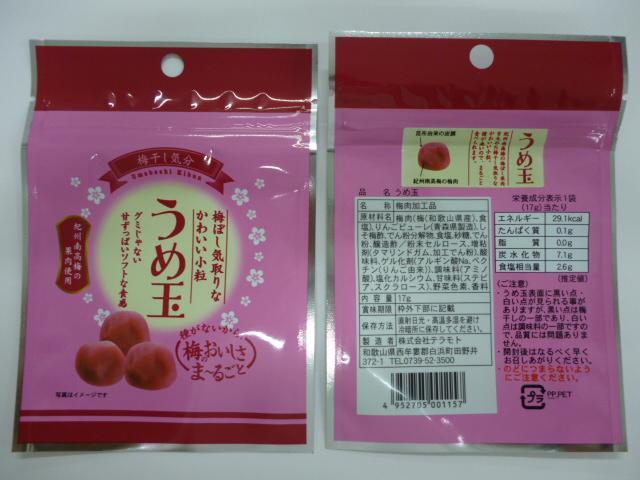 梅干し気分
Umeboshi Kibun
うめ玉
梅ぼし気取りな
かわいい小粒
グミじゃない
甘ずっぱいソフトな食感
紀州南高梅の
果肉使用
種がないから、
梅のおいしさ
ま〜るごと
写真はイメージです
昆布由来の皮膜
紀州南高梅の梅肉
うめ玉
品名 うめ玉
名称 梅肉加工品
原材料名 梅肉(梅(和歌山県産)、食
塩)、りんごピューレ(青森県製造)、し
そ梅酢、でん粉分解物、食塩、砂糖、でん
粉、醸造酢/粉末セルロース、増粘
剤(タマリンドガム、加工でん粉)、酸
味料、ゲル化剤(アルギン酸Na、ペ
クチン(りんご由来))、調味料(アミノ
酸)、塩化カルシウム、甘味料(ステビ
ア、スクラロース)、野菜色素、香料
内容量 17g
賞味期限 枠外下部に記載
保存方法 直射日光・高温多湿を避け
冷暗所に保存してください。
製造者 株式会社テラモト
和歌山県西牟婁郡白浜町田野井
372-1 TEL0739-52-3500
4952705001157
栄養成分表示1袋
(17g)当たり
エネルギー 29.1kcal
たんぱく質 0.1g
脂質 0.0g
炭水化物 7.1g
食塩相当量 2.6g
(推定値)
〈ご注意〉
・うめ玉表面に黒い点・
白い点が見られる事が
ありますが、黒い点は梅
干しの一部であり、白い
点は調味料の一部ですの
で、品質には問題ありま
せん。
・開封後はなるべく早く
お召しあがりください。
・のどにつまらないよう
にご注意ください。
プラ
PP,PET